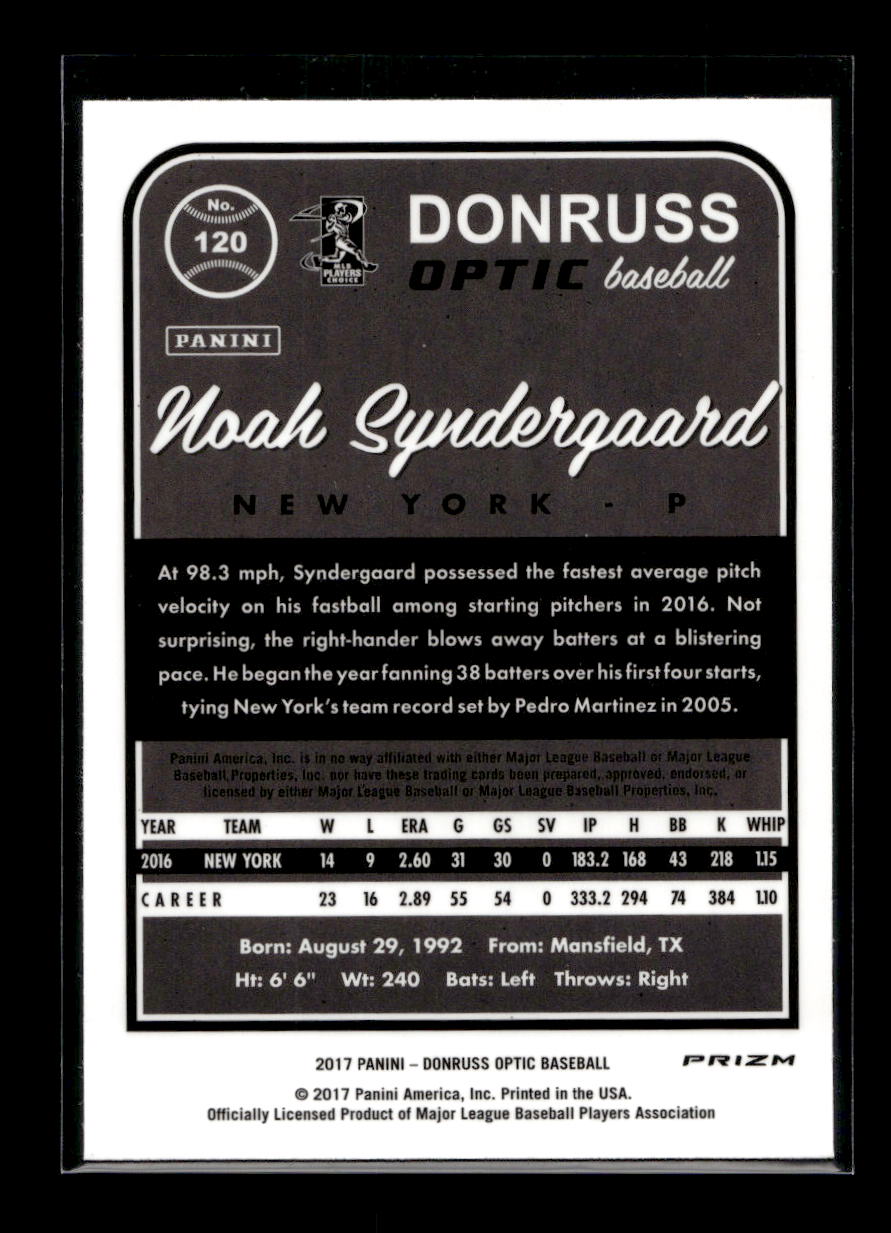 No.
120
MLB
PLAYERS
CHOICE
DONRUSS
OPTIC baseball
PANINI
Noah Syndergaard
NEW YORK - P
At 98.3 mph, Syndergaard possessed the fastest average pitch
velocity on his fastball among starting pitchers in 2016. Not
surprising, the right-hander blows away batters at a blistering
pace. He began the year fanning 38 batters over his first four starts,
tying New York's team record set by Pedro Martinez in 2005.
Panini America, Inc. is in no way affiliated with either Major League Baseball or Major League
Baseball Properties, Inc. nor have these trading cards been prepared, approved, endorsed, or
licensed by either Major League Baseball or Major League Baseball Properties, Inc.
YEAR TEAM W L ERA G GS SV IP H BB K WHIP
2016 NEW YORK 14 9 2.60 31 30 0 183.2 168 43 218 1.15
CAREER 23 16 2.89 55 54 0 333.2 294 74 384 1.10
Born: August 29, 1992 From: Mansfield, TX
Ht: 6' 6" Wt: 240 Bats: Left Throws: Right
2017 PANINI – DONRUSS OPTIC BASEBALL
PRIZM
© 2017 Panini America, Inc. Printed in the USA.
Officially Licensed Product of Major League Baseball Players Association